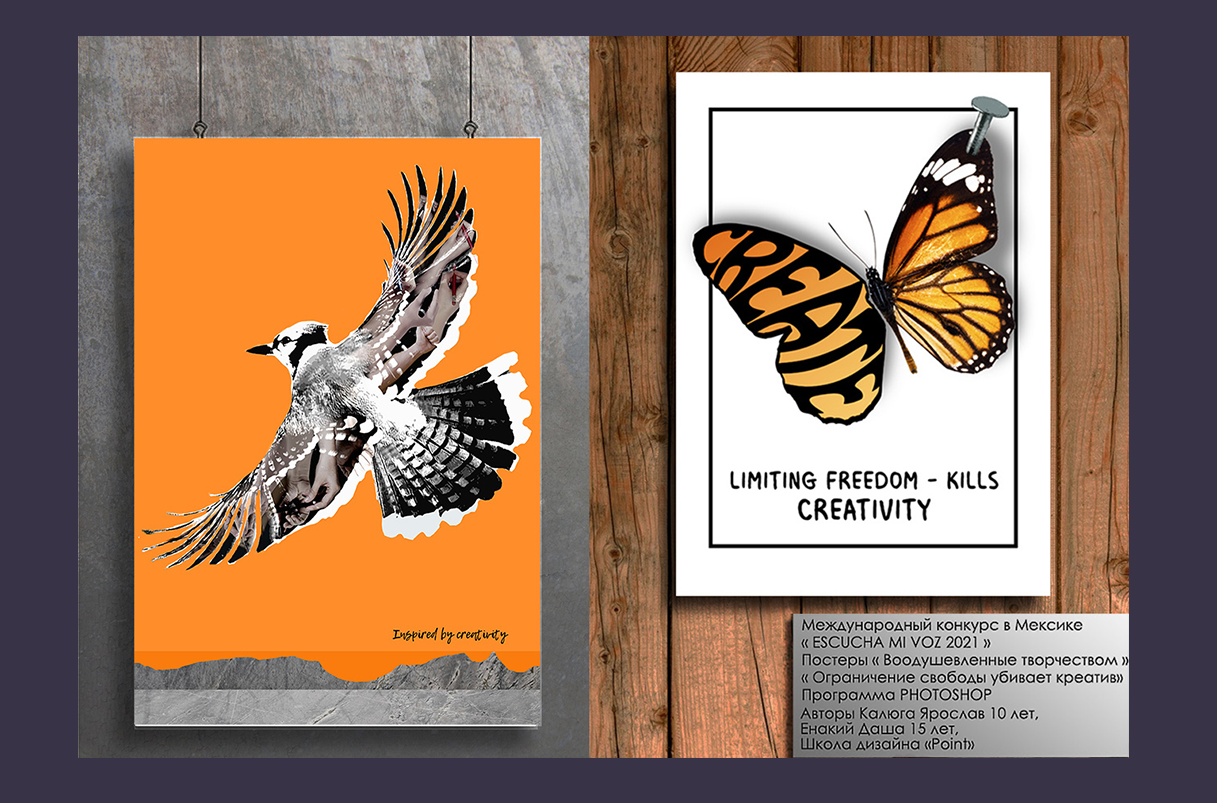 Inspired by creativity
CREATIVE
LIMITING FREEDOM - KILLS
CREATIVITY
Международный конкурс в Мексике
« ESCUCHA MI VOZ 2021 »
Постеры « Воодушевленные творчеством »
« Ограничение свободы убивает креатив»
Программа PHOTOSHOP
Авторы Калюга Ярослав 10 лет,
Енакий Даша 15 лет,
Школа дизайна «Point»